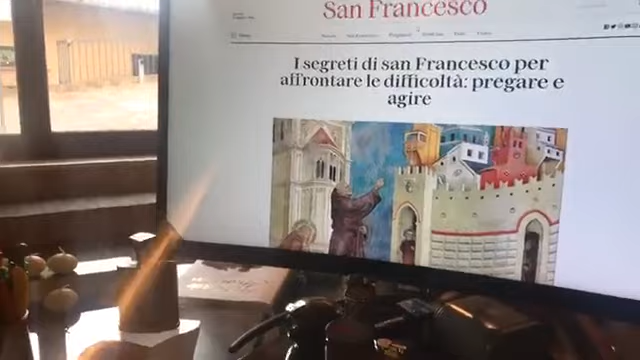 San Francesco
I segreti di san Francesco per
affrontare le difficoltà: pregare e
agire